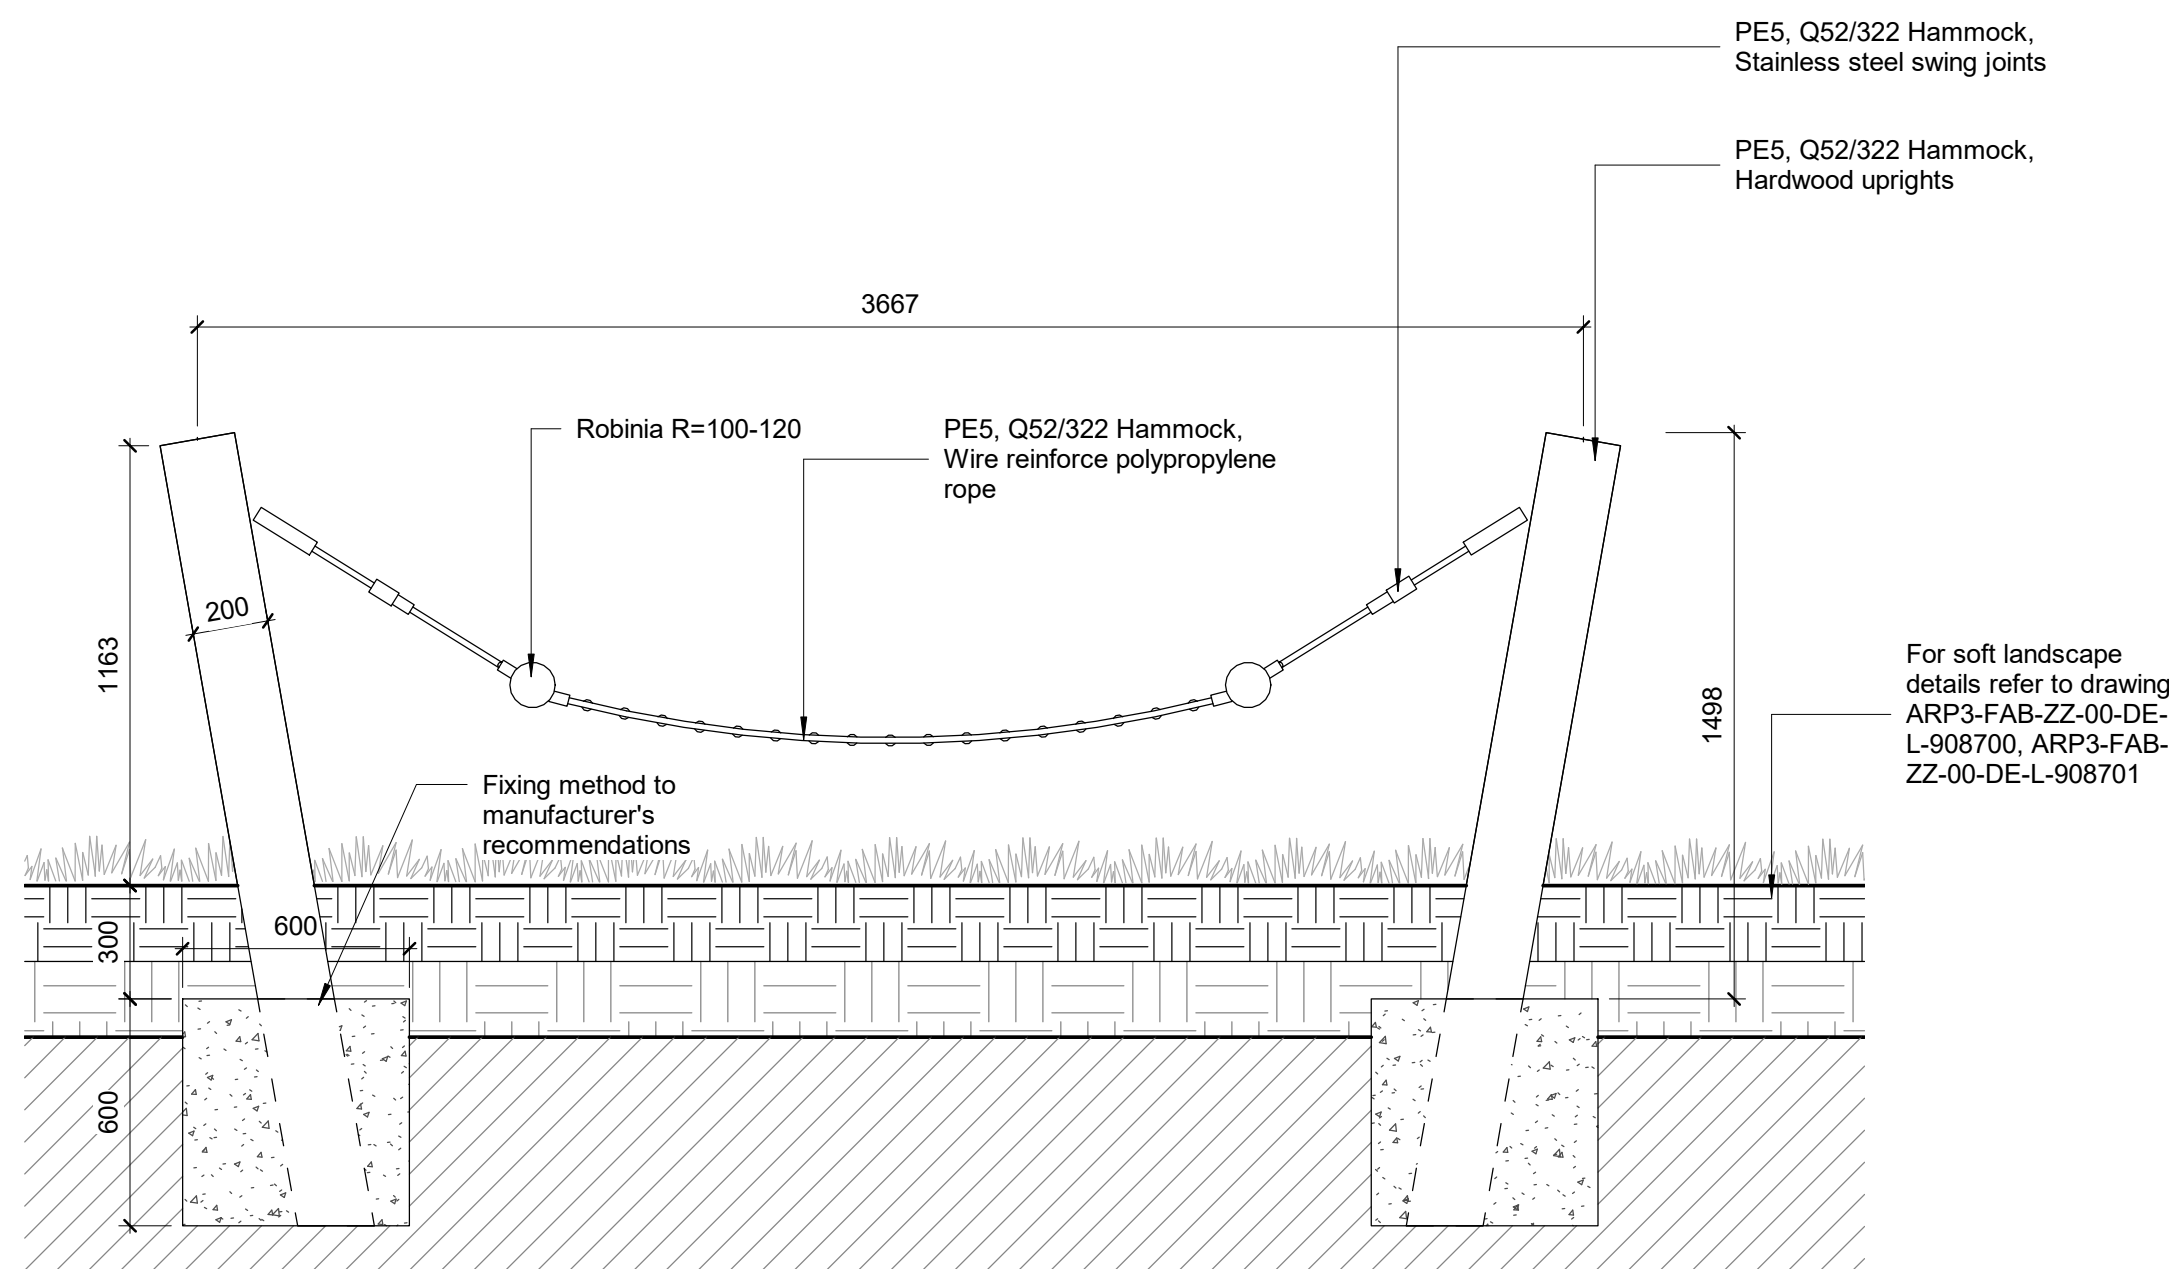 PE5, Q52/322 Hammock,
Stainless steel swing joints
PE5, Q52/322 Hammock,
Hardwood uprights
3667
Robinia R=100-120
PE5, Q52/322 Hammock,
Wire reinforce polypropylene
rope
200
1163
1498
For soft landscape
details refer to drawing
ARP3-FAB-ZZ-00-DE-
L-908700, ARP3-FAB-
ZZ-00-DE-L-908701
Fixing method to
manufacturer's
recommendations
600
300
600